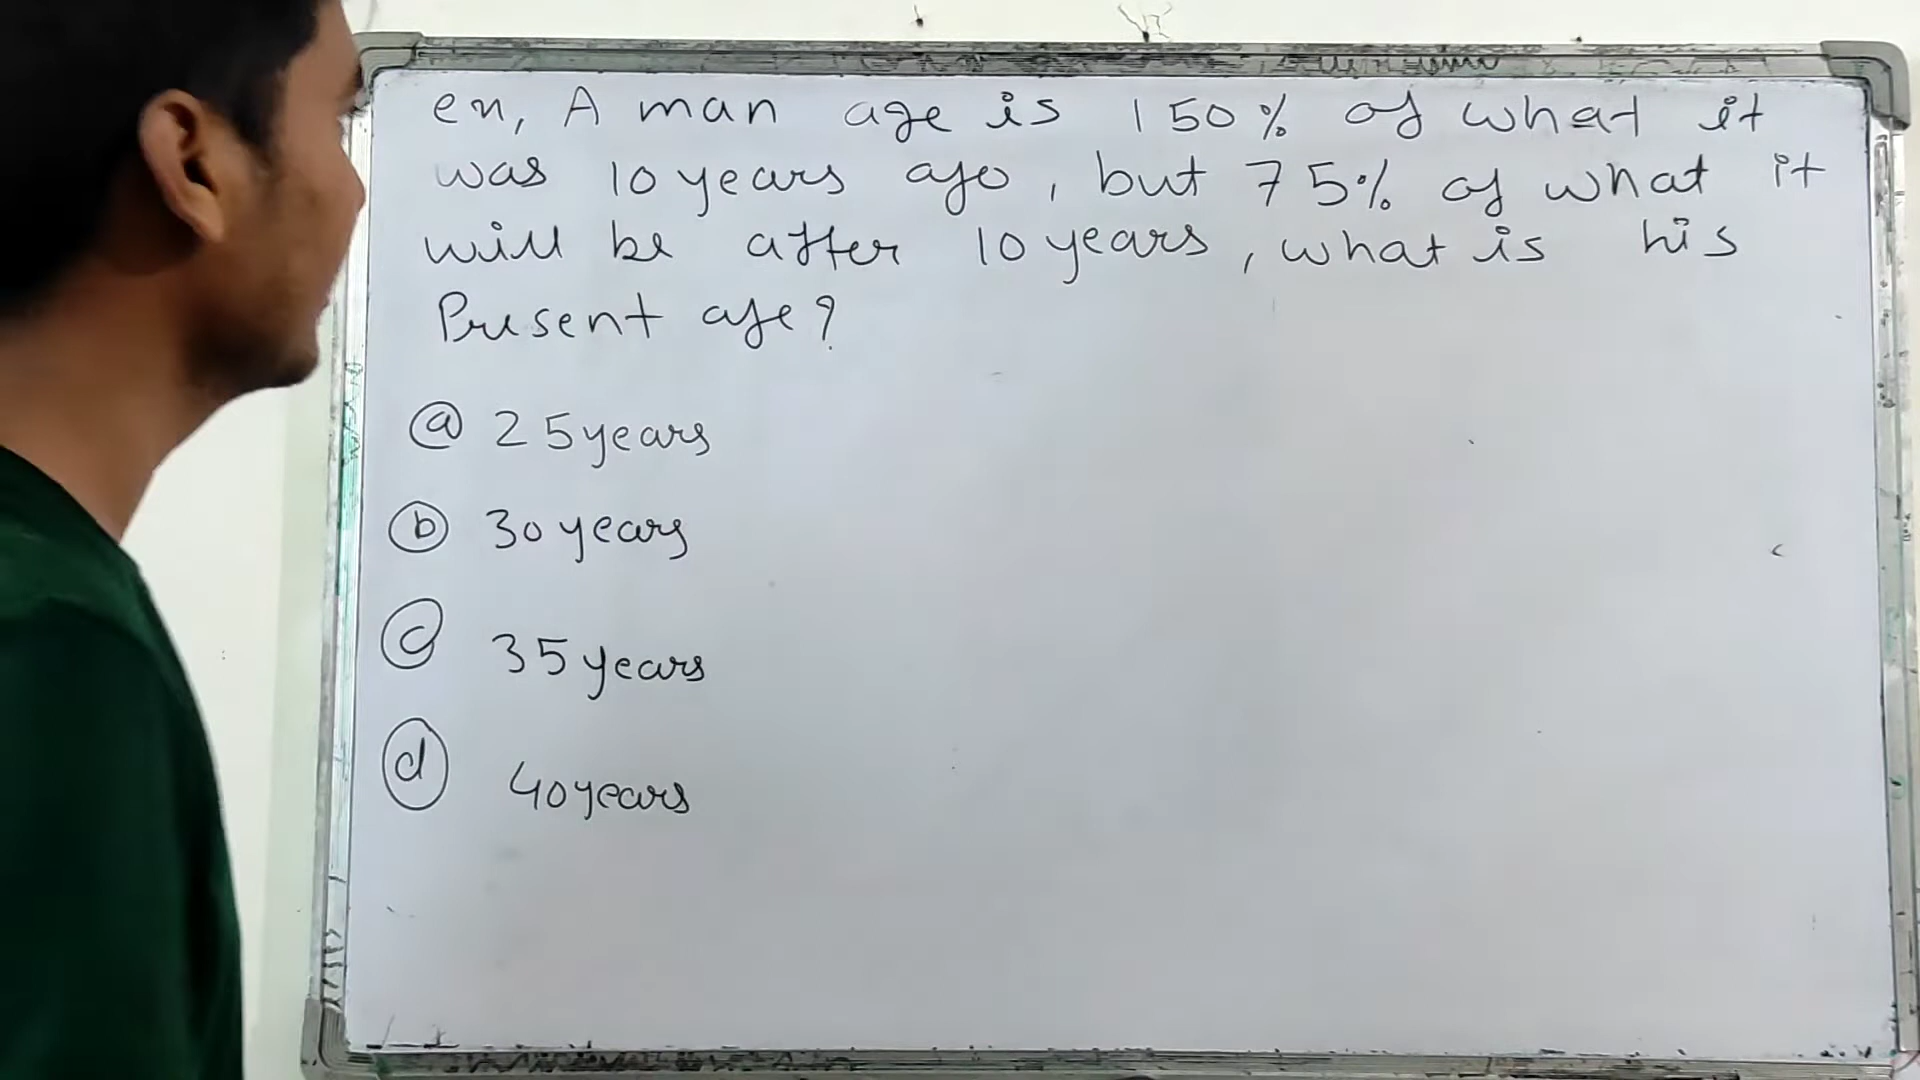 ex, A man age is 150% of what it
was 10 years ago, but 75% of what it
will be after 10 years, what is his
Present age?
(a) 25 years
(b) 30 years
(c) 35 years
(d) 40 years